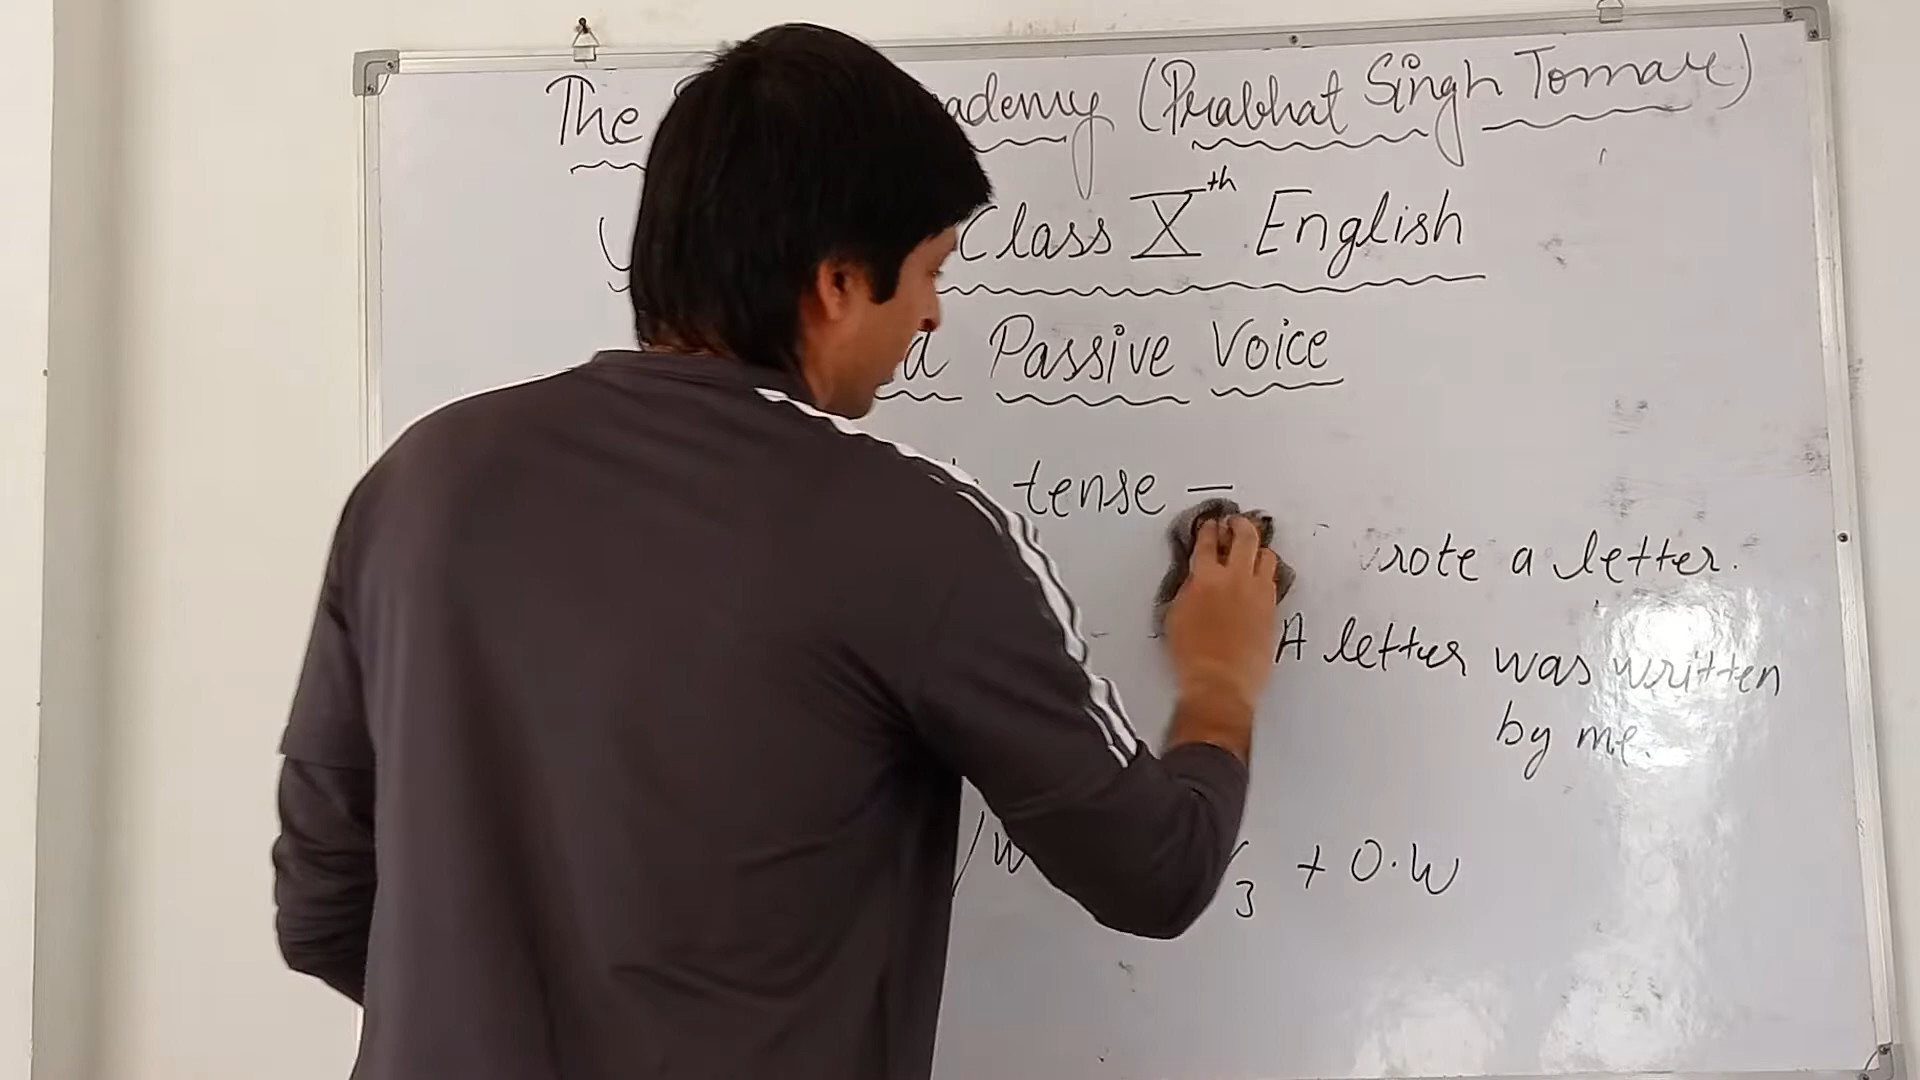 The ademy (Prabhat Singh Tomar)
Class Xth English
d Passive Voice
tense —
rote a letter.
A letter was written
by me.
/ w 3 + O.W